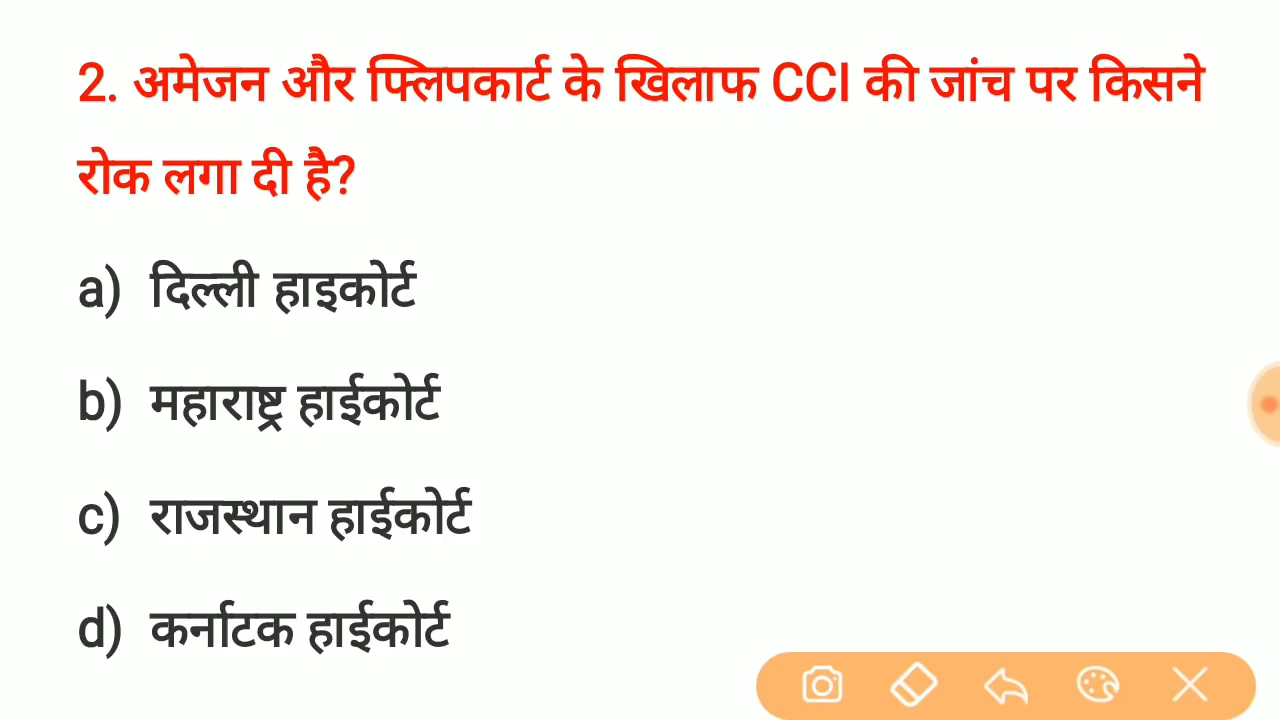 2. अमेजन और फ्लिपकार्ट के खिलाफ CCI की जांच पर किसने
रोक लगा दी है?
a) दिल्ली हाइकोर्ट
b) महाराष्ट्र हाईकोर्ट
c) राजस्थान हाईकोर्ट
d) कर्नाटक हाईकोर्ट